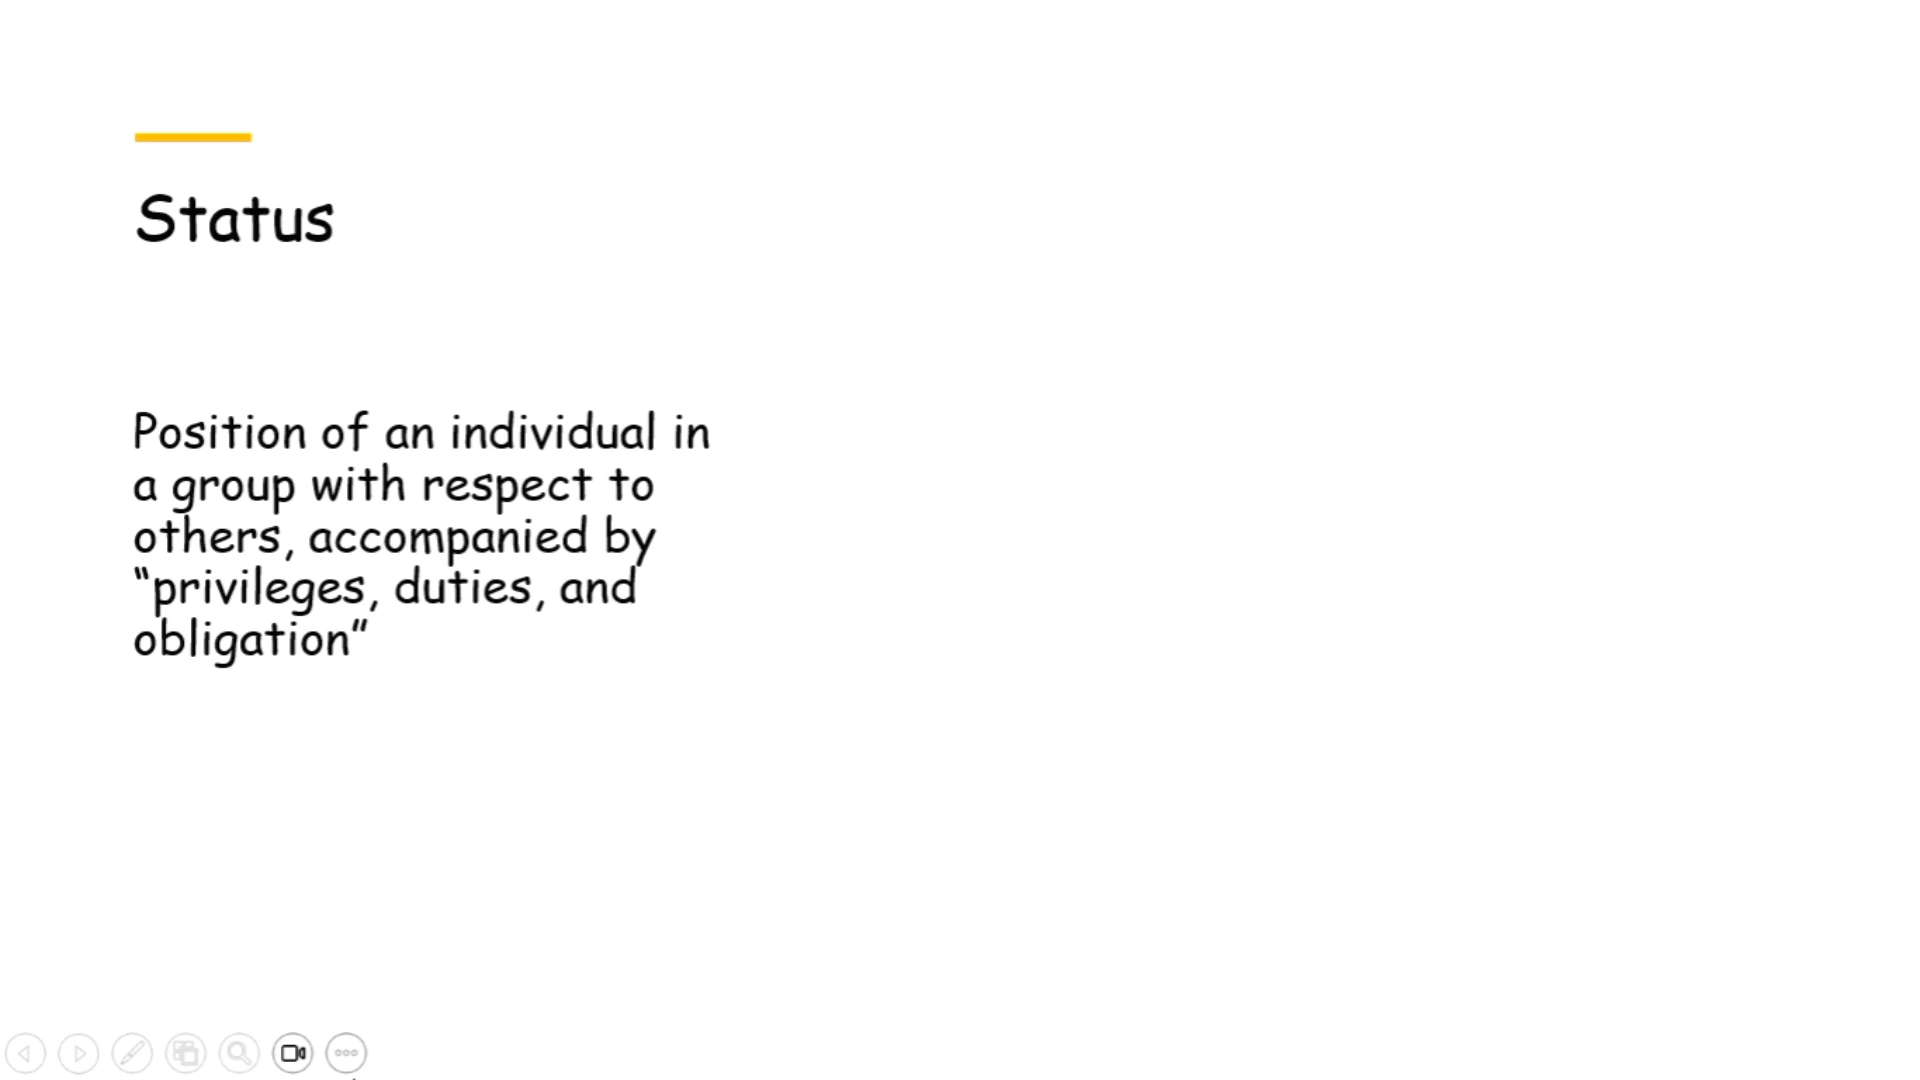 Status
Position of an individual in
a group with respect to
others, accompanied by
“privileges, duties, and
obligation”